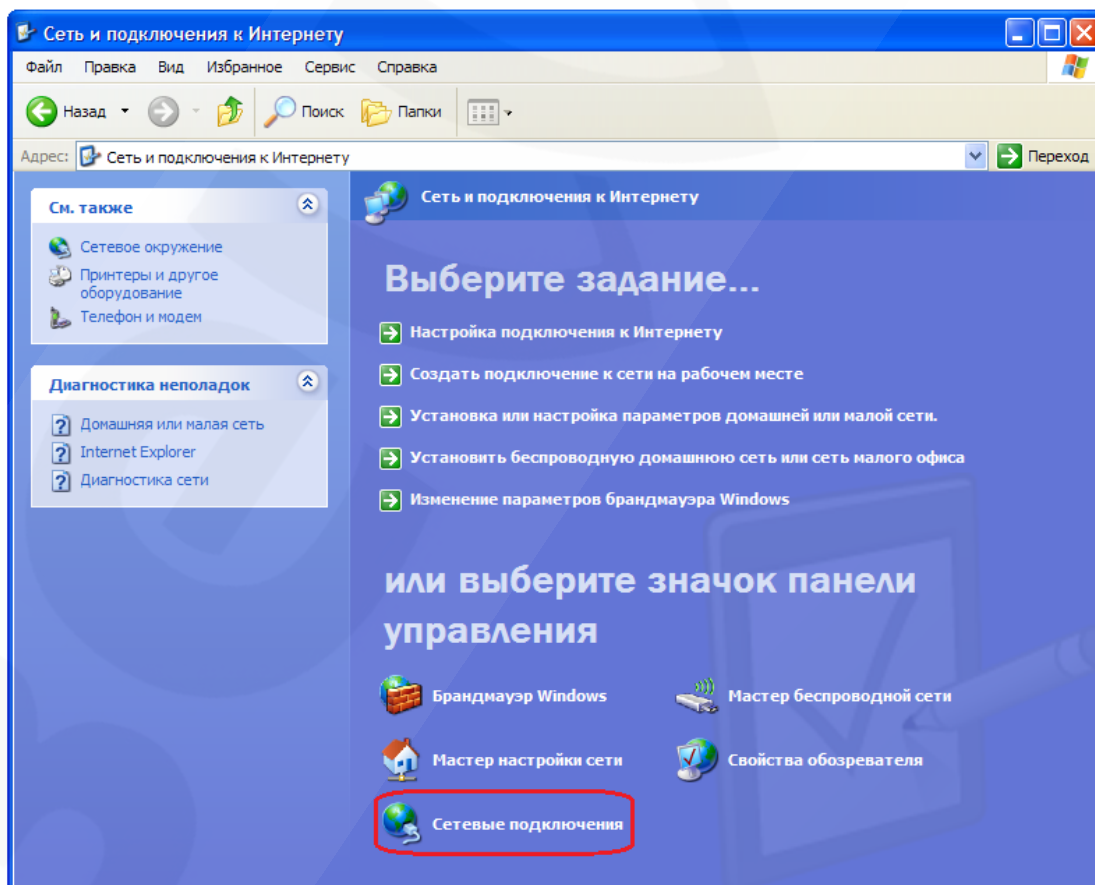 Сеть и подключения к Интернету
Файл Правка Вид Избранное Сервис Справка
Назад Поиск Папки
Адрес: Сеть и подключения к Интернету Переход
См. также
Сетевое окружение
Принтеры и другое
оборудование
Телефон и модем
Диагностика неполадок
Домашняя или малая сеть
Internet Explorer
Диагностика сети
Сеть и подключения к Интернету
Выберите задание...
Настройка подключения к Интернету
Создать подключение к сети на рабочем месте
Установка или настройка параметров домашней или малой сети.
Установить беспроводную домашнюю сеть или сеть малого офиса
Изменение параметров брандмауэра Windows
или выберите значок панели
управления
Брандмауэр Windows Мастер беспроводной сети
Мастер настройки сети Свойства обозревателя
Сетевые подключения